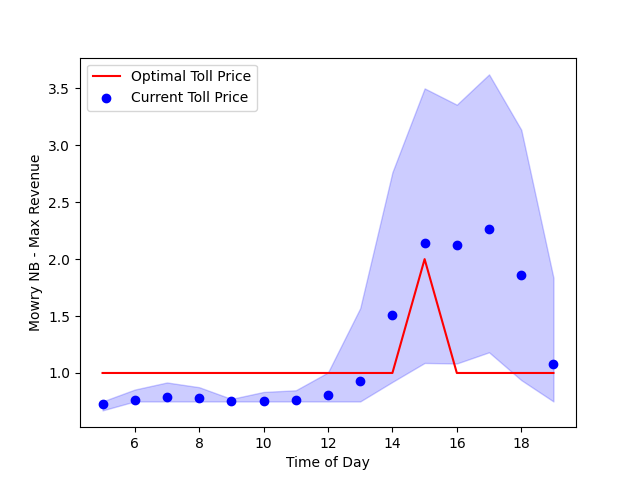 Optimal Toll Price
Current Toll Price
Mowry NB - Max Revenue
3.5
3.0
2.5
2.0
1.5
1.0
6 8 10 12 14 16 18
Time of Day